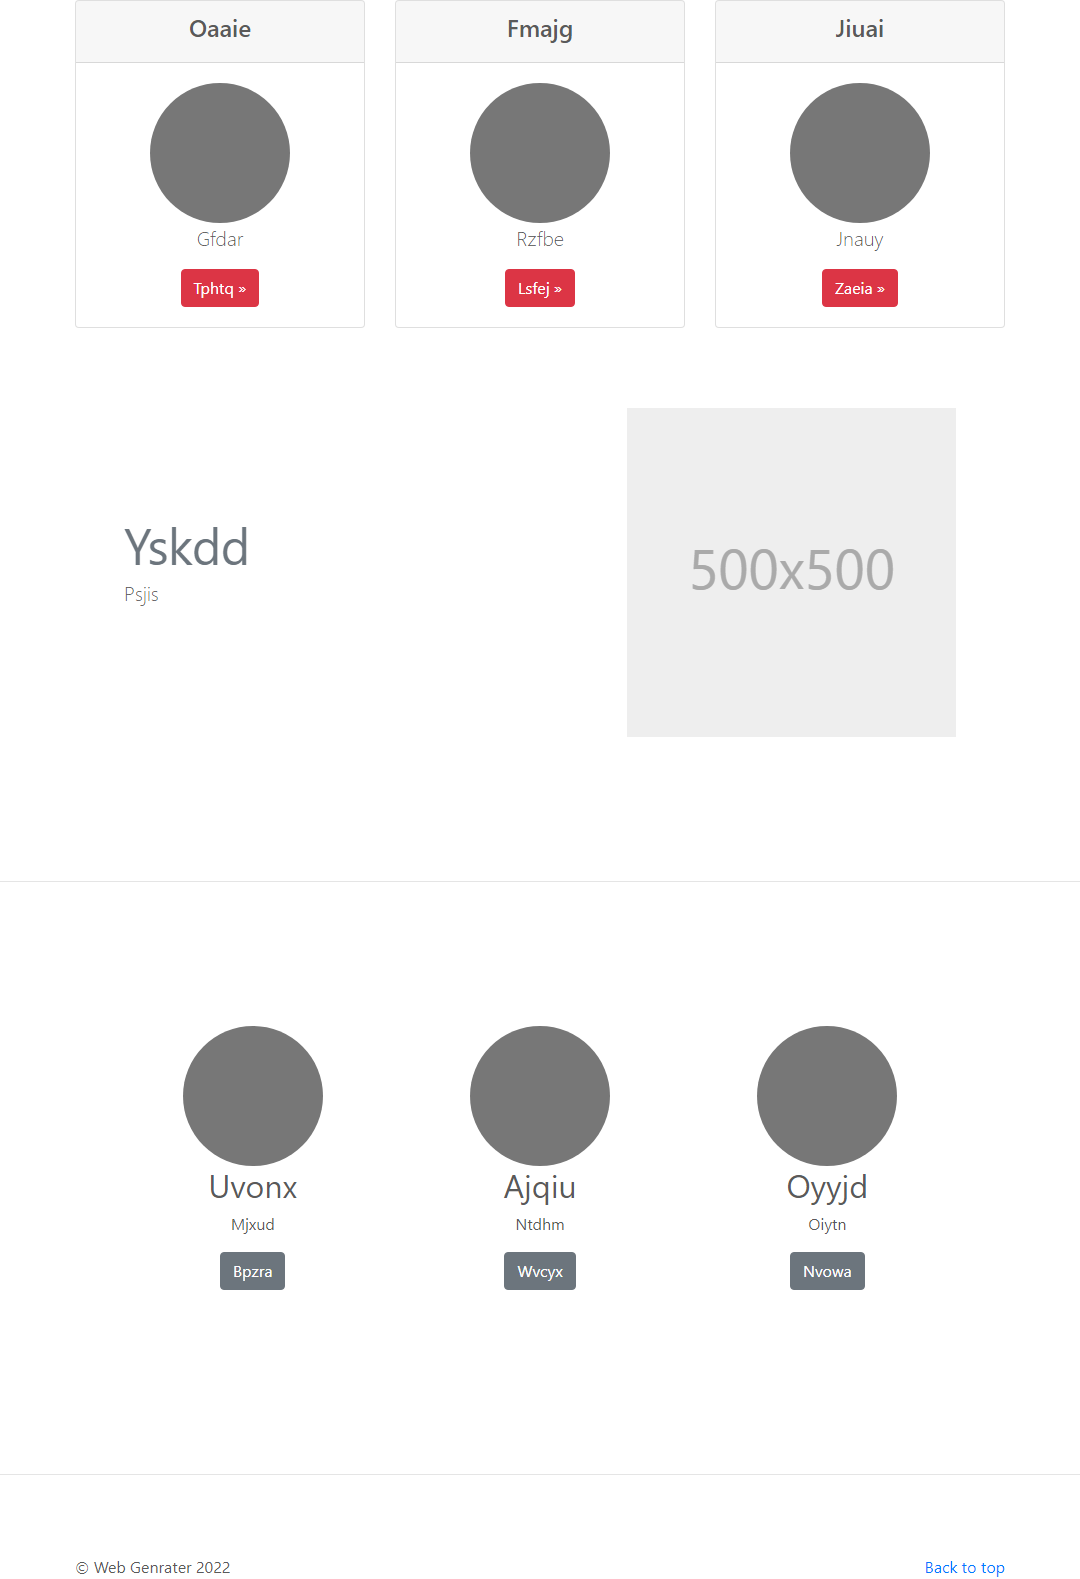 Oaaie
Fmajg
Jiuai
Gfdar
Rzfbe
Jnauy
Tphtq »
Lsfej »
Zaeia »
Yskdd
Psjis
500x500
Uvonx
Ajqiu
Oyyjd
Mjxud
Ntdhm
Oiytn
Bpzra
Wvcyx
Nvowa
© Web Genrater 2022
Back to top